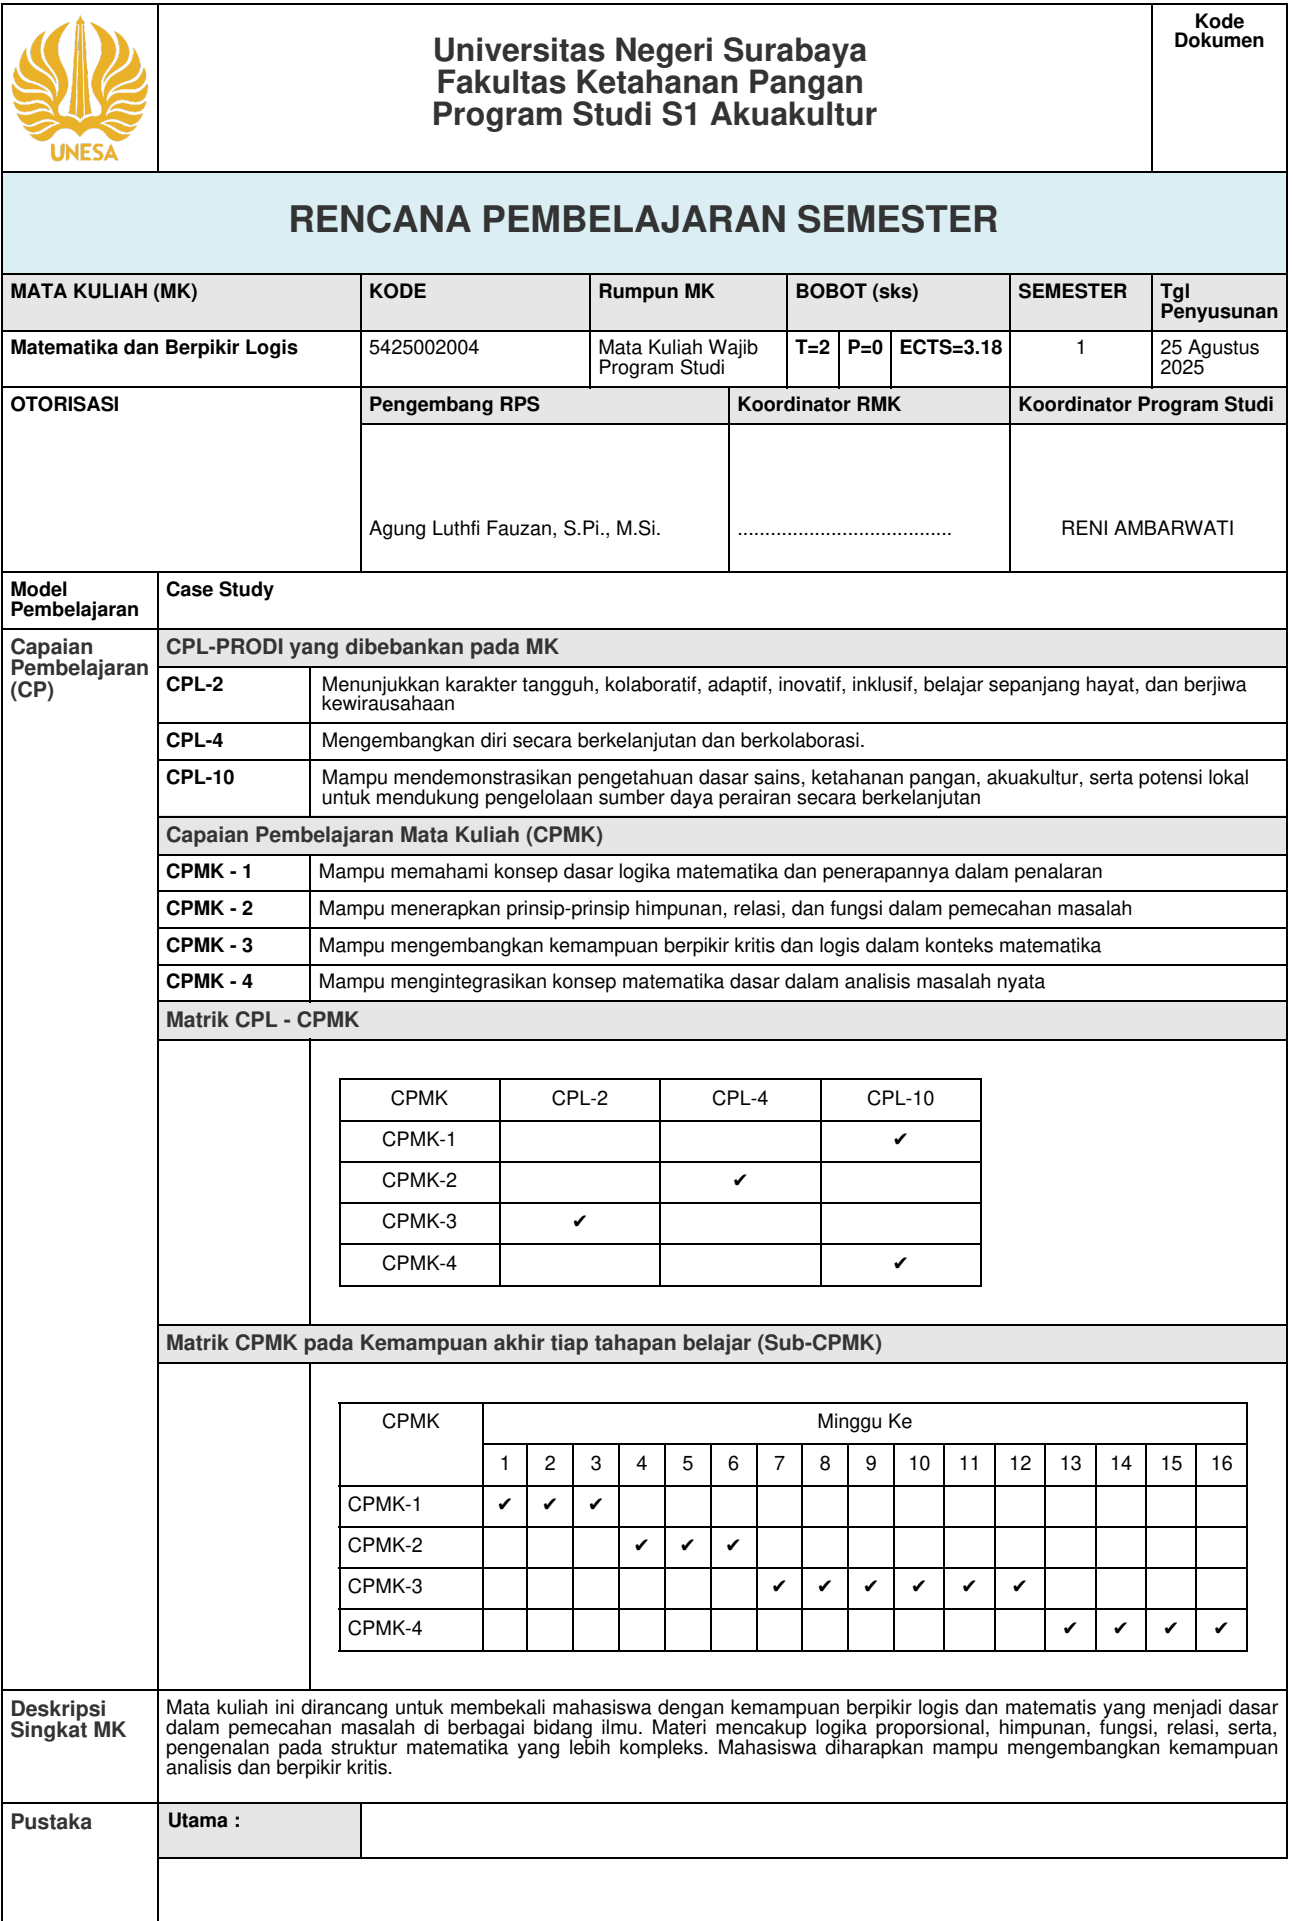 UNESA
Universitas Negeri Surabaya
Fakultas Ketahanan Pangan
Program Studi S1 Akuakultur
Kode
Dokumen
RENCANA PEMBELAJARAN SEMESTER
MATA KULIAH (MK) KODE Rumpun MK BOBOT (sks) SEMESTER Tgl
Penyusunan
Matematika dan Berpikir Logis 5425002004 Mata Kuliah Wajib T=2 P=0 ECTS=3.18 1 25 Agustus
Program Studi 2025
OTORISASI Pengembang RPS Koordinator RMK Koordinator Program Studi
Agung Luthfi Fauzan, S.Pi., M.Si. ....................................... RENI AMBARWATI
Model
Pembelajaran
Case Study
Capaian
Pembelajaran
(CP)
CPL-PRODI yang dibebankan pada MK
CPL-2 Menunjukkan karakter tangguh, kolaboratif, adaptif, inovatif, inklusif, belajar sepanjang hayat, dan berjiwa
kewirausahaan
CPL-4 Mengembangkan diri secara berkelanjutan dan berkolaborasi.
CPL-10 Mampu mendemonstrasikan pengetahuan dasar sains, ketahanan pangan, akuakultur, serta potensi lokal
untuk mendukung pengelolaan sumber daya perairan secara berkelanjutan
Capaian Pembelajaran Mata Kuliah (CPMK)
CPMK - 1 Mampu memahami konsep dasar logika matematika dan penerapannya dalam penalaran
CPMK - 2 Mampu menerapkan prinsip-prinsip himpunan, relasi, dan fungsi dalam pemecahan masalah
CPMK - 3 Mampu mengembangkan kemampuan berpikir kritis dan logis dalam konteks matematika
CPMK - 4 Mampu mengintegrasikan konsep matematika dasar dalam analisis masalah nyata
Matrik CPL - CPMK
CPMK CPL-2 CPL-4 CPL-10
CPMK-1 ✔
CPMK-2 ✔
CPMK-3 ✔
CPMK-4 ✔
Matrik CPMK pada Kemampuan akhir tiap tahapan belajar (Sub-CPMK)
CPMK Minggu Ke
1 2 3 4 5 6 7 8 9 10 11 12 13 14 15 16
CPMK-1 ✔ ✔ ✔
CPMK-2 ✔ ✔ ✔
CPMK-3 ✔ ✔ ✔ ✔ ✔ ✔
CPMK-4 ✔ ✔ ✔ ✔
Deskripsi
Singkat MK
Mata kuliah ini dirancang untuk membekali mahasiswa dengan kemampuan berpikir logis dan matematis yang menjadi dasar
dalam pemecahan masalah di berbagai bidang ilmu. Materi mencakup logika proporsional, himpunan, fungsi, relasi, serta,
pengenalan pada struktur matematika yang lebih kompleks. Mahasiswa diharapkan mampu mengembangkan kemampuan
analisis dan berpikir kritis.
Pustaka Utama :